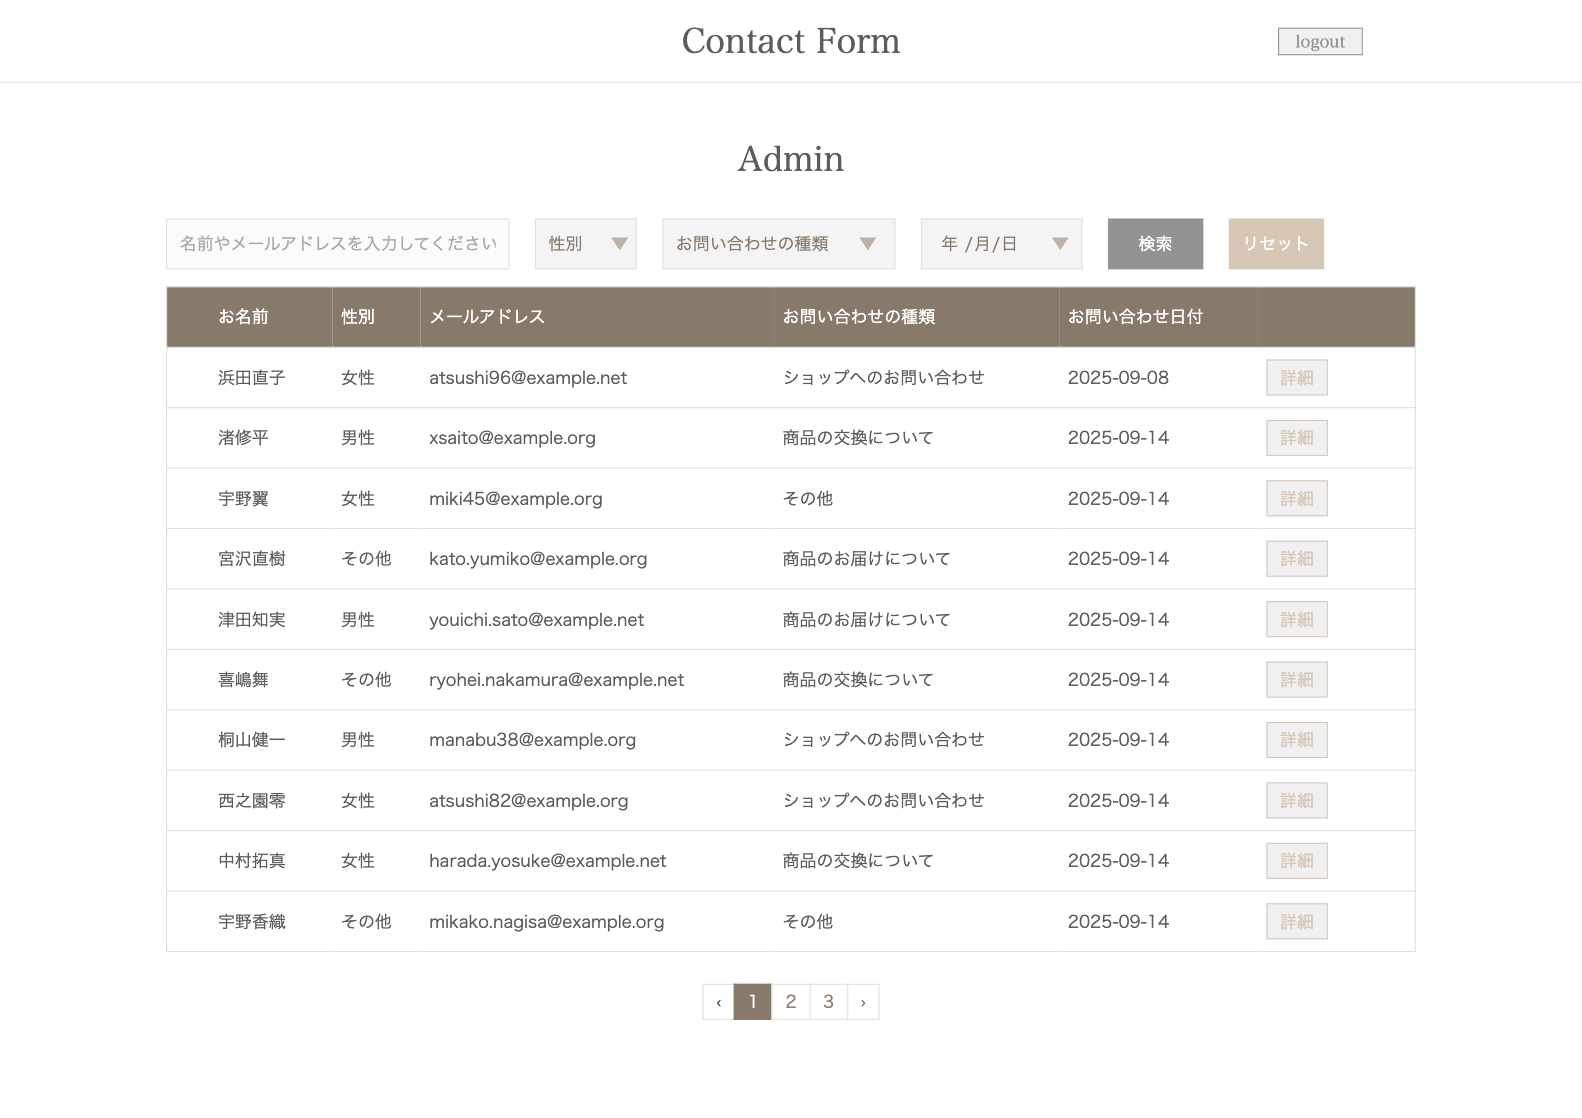 Contact Form
logout
Admin
名前やメールアドレスを入力してください 性別 お問い合わせの種類 年 /月/日 検索 リセット
お名前 性別 メールアドレス お問い合わせの種類 お問い合わせ日付
浜田直子 女性 atsushi96@example.net ショップへのお問い合わせ 2025-09-08 詳細
渚修平 男性 xsaito@example.org 商品の交換について 2025-09-14 詳細
宇野翼 女性 miki45@example.org その他 2025-09-14 詳細
宮沢直樹 その他 kato.yumiko@example.org 商品のお届けについて 2025-09-14 詳細
津田知実 男性 youichi.sato@example.net 商品のお届けについて 2025-09-14 詳細
喜嶋舞 その他 ryohei.nakamura@example.net 商品の交換について 2025-09-14 詳細
桐山健一 男性 manabu38@example.org ショップへのお問い合わせ 2025-09-14 詳細
西之園零 女性 atsushi82@example.org ショップへのお問い合わせ 2025-09-14 詳細
中村拓真 女性 harada.yosuke@example.net 商品の交換について 2025-09-14 詳細
宇野香織 その他 mikako.nagisa@example.org その他 2025-09-14 詳細
‹ 1 2 3 ›